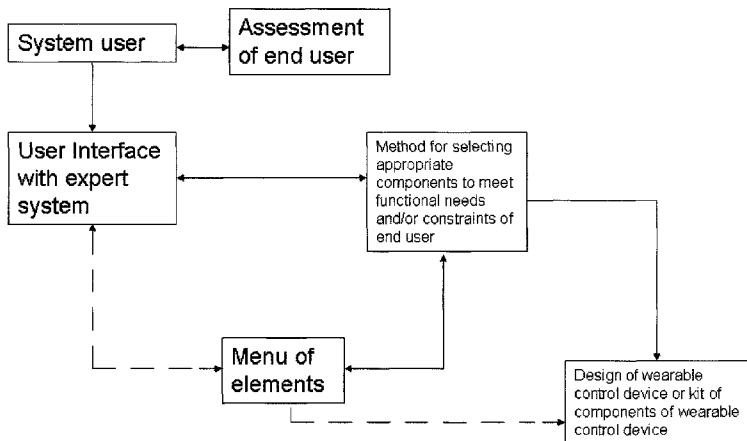 System user
Assessment
of end user
User Interface
with expert
system
Method for selecting
appropriate
components to meet
functional needs
and/or constraints of
end user
Menu of
elements
Design of wearable
control device or kit of
components of wearable
control device